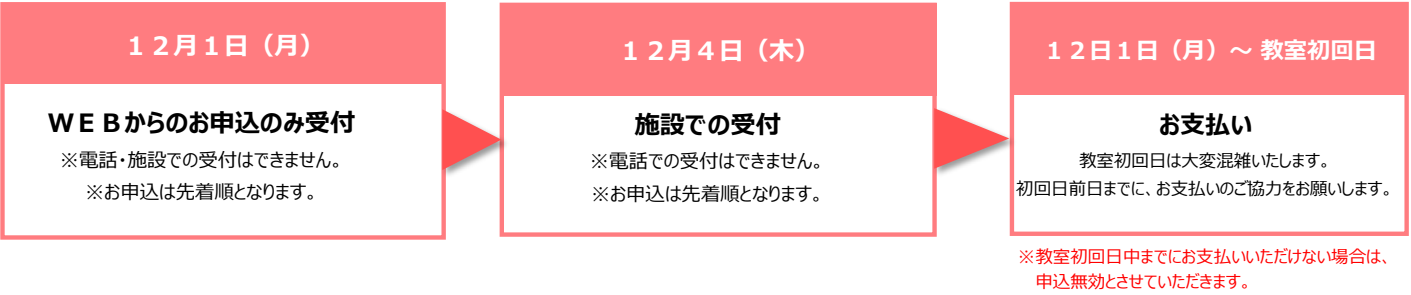 １２月１日（月）
ＷＥＢからのお申込のみ受付
※電話・施設での受付はできません。
※お申込は先着順となります。
１２月４日（木）
施設での受付
※電話での受付はできません。
※お申込は先着順となります。
１２日１日（月）～ 教室初回日
お支払い
教室初回日は大変混雑いたします。
初回日前日までに、お支払いのご協力をお願いします。
※教室初回日中までにお支払いいただけない場合は、
申込無効とさせていただきます。